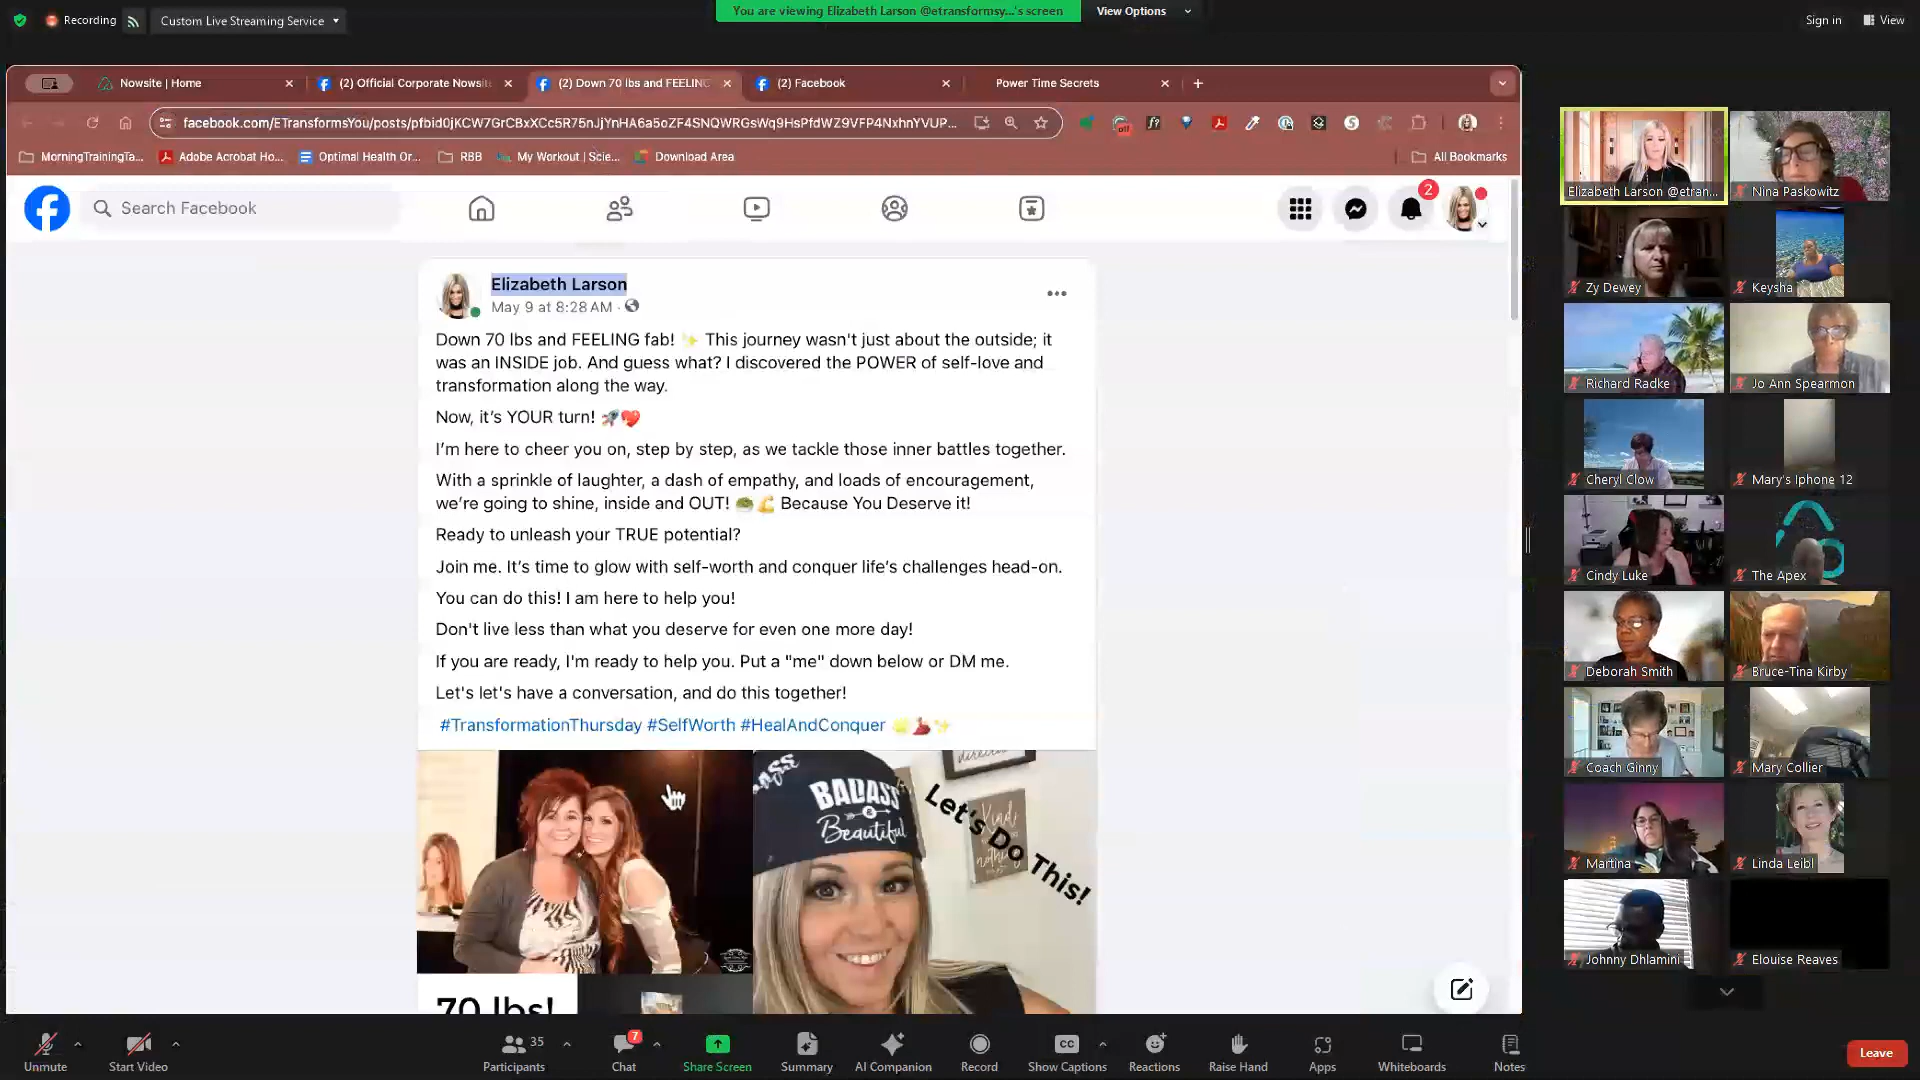 Recording
Custom Live Streaming Service
You are viewing Elizabeth Larson @etransformsy...'s screen
View Options
Sign in
View
Nowsite | Home
(2) Official Corporate Nowsit
(2) Down 70 lbs and FEELING
(2) Facebook
Power Time Secrets
facebook.com/ETransformsYou/posts/pfbid0jKCW7GrCBxXCc5R75nJjYnHA6a5oZF4SNQWRGsWq9HsPfdWZ9VFP4NxhnYVUP...
off
MorningTrainingTa...
Adobe Acrobat Ho...
Optimal Health Or...
RBB
My Workout | Scie...
Download Area
All Bookmarks
Search Facebook
2
Elizabeth Larson
May 9 at 8:28 AM ·
Down 70 lbs and FEELING fab! ✨ This journey wasn't just about the outside; it
was an INSIDE job. And guess what? I discovered the POWER of self-love and
transformation along the way.
Now, it's YOUR turn! 🚀💖
I'm here to cheer you on, step by step, as we tackle those inner battles together.
With a sprinkle of laughter, a dash of empathy, and loads of encouragement,
we're going to shine, inside and OUT! 🥗💪 Because You Deserve it!
Ready to unleash your TRUE potential?
Join me. It's time to glow with self-worth and conquer life's challenges head-on.
You can do this! I am here to help you!
Don't live less than what you deserve for even one more day!
If you are ready, I'm ready to help you. Put a "me" down below or DM me.
Let's let's have a conversation, and do this together!
#TransformationThursday #SelfWorth #HealAndConquer 🌟💃✨
BADASS
&
Beautiful
Let's Do This!
70 lbs!
Elizabeth Larson @etran...
Nina Paskowitz
Zy Dewey
Keysha
Richard Radke
Jo Ann Spearmon
Cheryl Clow
Mary's Iphone 12
Cindy Luke
The Apex
Deborah Smith
Bruce-Tina Kirby
Coach Ginny
Mary Collier
Martina
Linda Leibl
Johnny Dhlamini
Elouise Reaves
Unmute
Start Video
Participants
35
Chat
7
Share Screen
Summary
AI Companion
Record
CC
Show Captions
Reactions
Raise Hand
Apps
Whiteboards
Notes
Leave